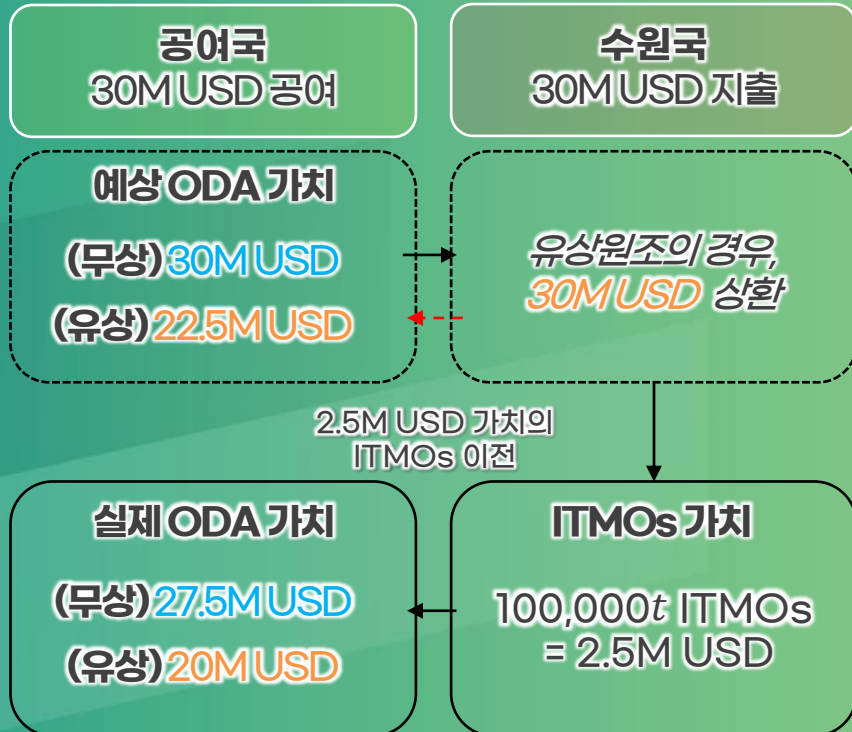 공여국
30M USD 공여
수원국
30M USD 지출
예상 ODA 가치
(무상) 30M USD
(유상) 22.5M USD
유상원조의 경우,
30M USD 상환
2.5M USD 가치의
ITMOs 이전
실제 ODA 가치
(무상) 27.5M USD
(유상) 20M USD
ITMOs 가치
100,000t ITMOs
= 2.5M USD